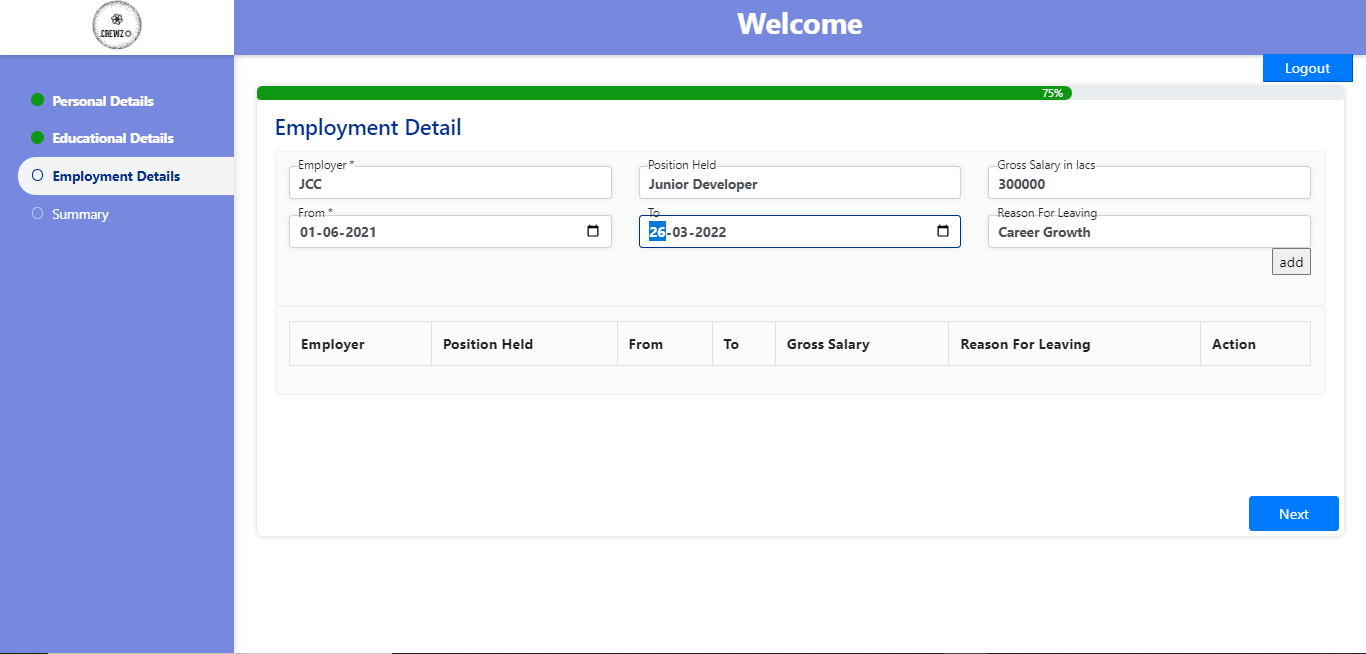 CREWZ
Welcome
Logout
75%
Personal Details
Educational Details
Employment Details
Summary
Employment Detail
Employer * Position Held Gross Salary in lacs
JCC Junior Developer 300000
From * To Reason For Leaving
01-06-2021 26-03-2022 Career Growth
add
Employer Position Held From To Gross Salary Reason For Leaving Action
Next